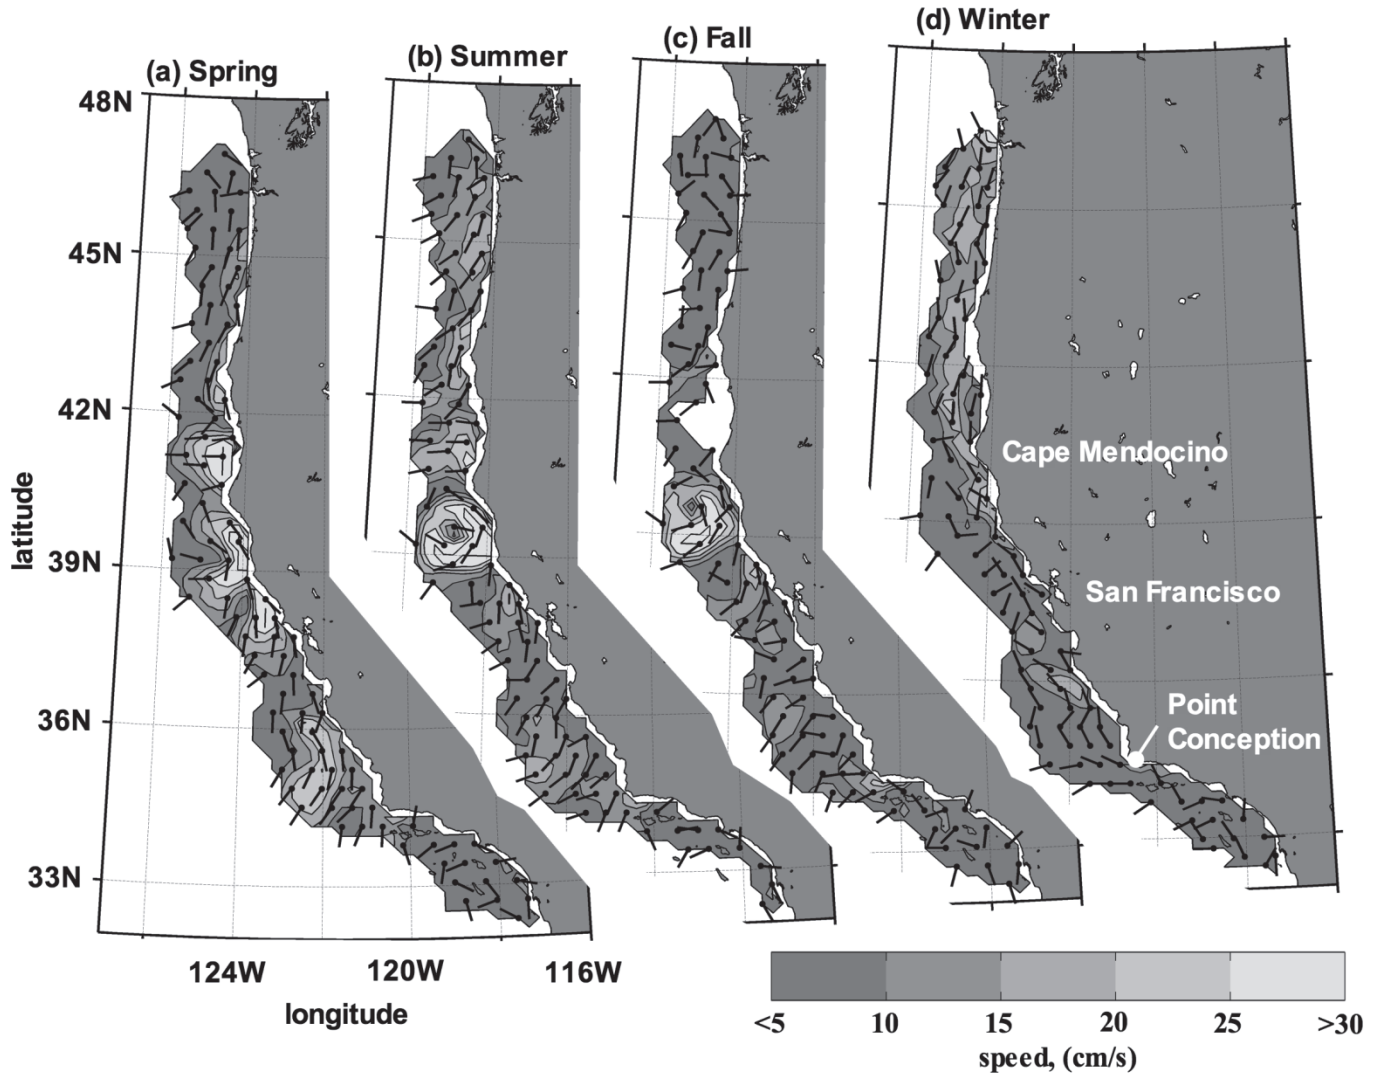 (a) Spring
(b) Summer
(c) Fall
(d) Winter
48N
45N
42N
39N
36N
33N
latitude
Cape Mendocino
San Francisco
Point
Conception
124W
120W
116W
longitude
<5
10
15
20
25
>30
speed, (cm/s)